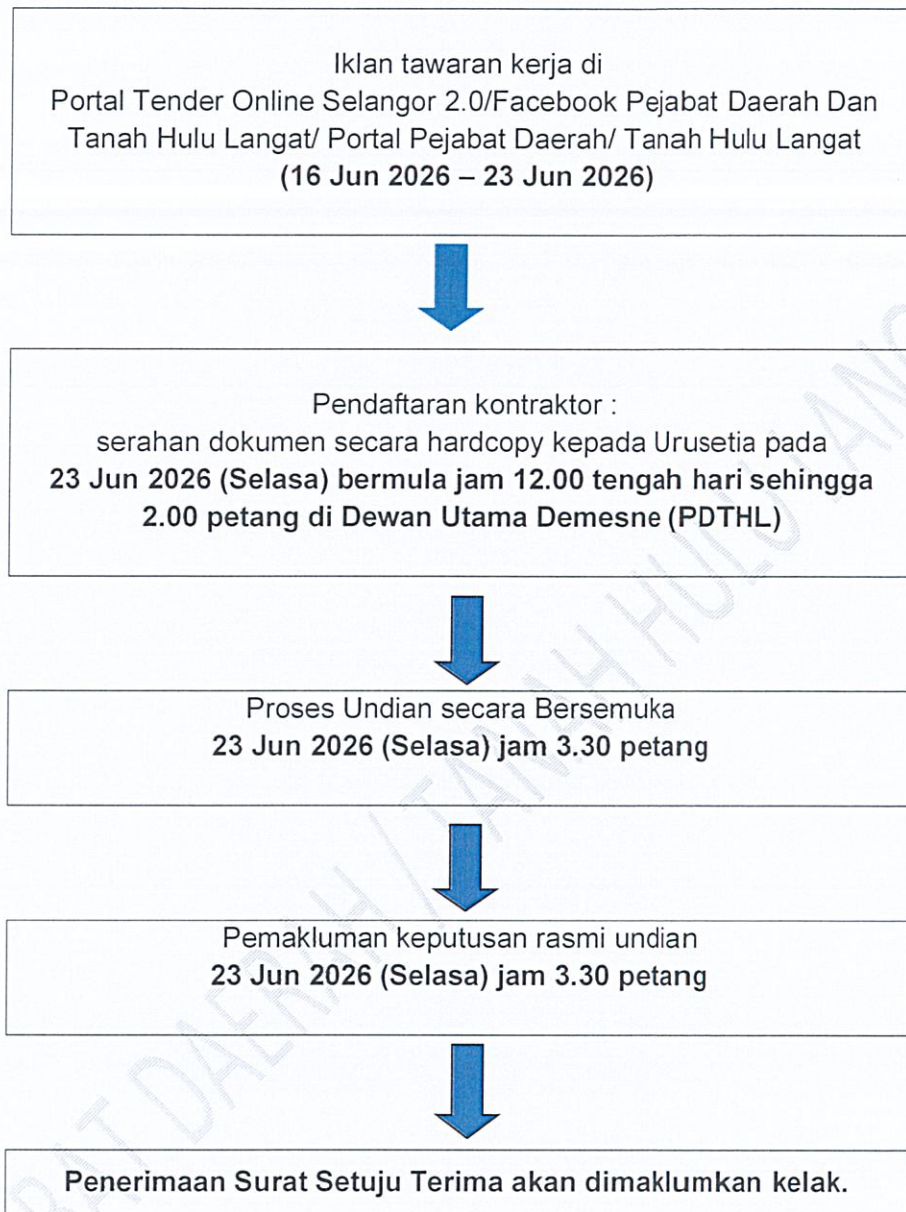 Iklan tawaran kerja di
Portal Tender Online Selangor 2.0/Facebook Pejabat Daerah Dan
Tanah Hulu Langat/ Portal Pejabat Daerah/ Tanah Hulu Langat
(16 Jun 2026 – 23 Jun 2026)
Pendaftaran kontraktor :
serahan dokumen secara hardcopy kepada Urusetia pada
23 Jun 2026 (Selasa) bermula jam 12.00 tengah hari sehingga
2.00 petang di Dewan Utama Demesne (PDTHL)
Proses Undian secara Bersemuka
23 Jun 2026 (Selasa) jam 3.30 petang
Pemakluman keputusan rasmi undian
23 Jun 2026 (Selasa) jam 3.30 petang
Penerimaan Surat Setuju Terima akan dimaklumkan kelak.
DAERAH / TANAH HULU